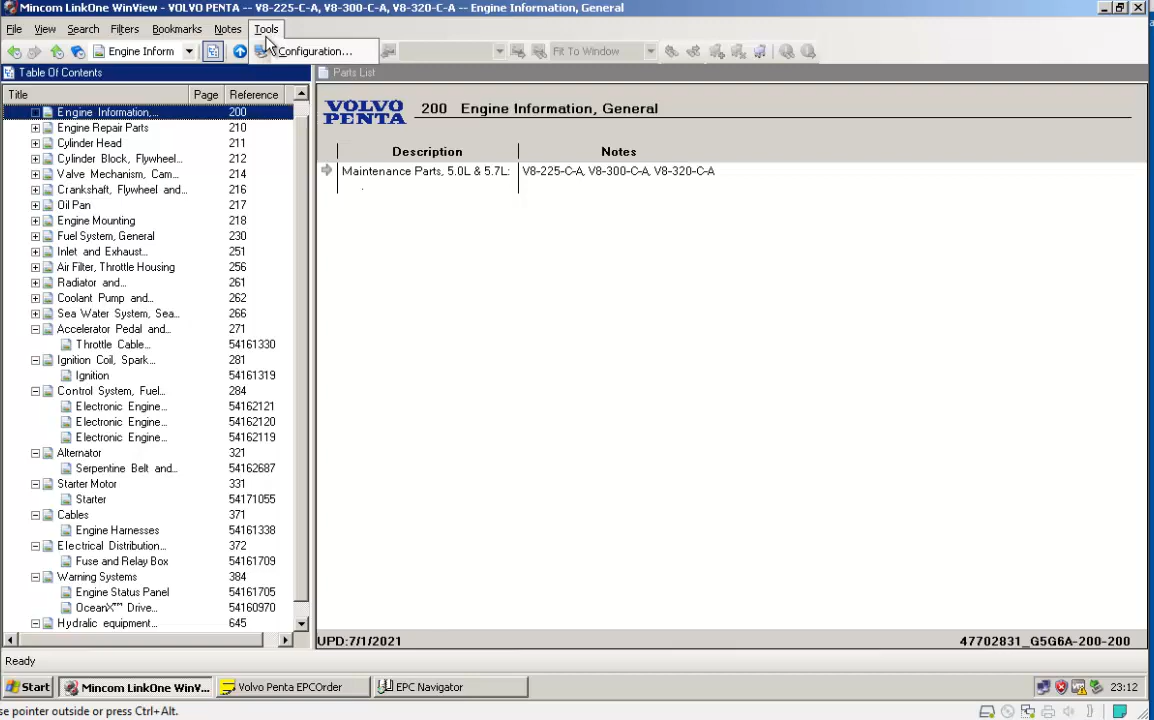 Mincom LinkOne WinView - VOLVO PENTA -- V8-225-C-A, V8-300-C-A, V8-320-C-A -- Engine Information, General
File View Search Filters Bookmarks Notes Tools
Engine Inform Configuration... Fit To Window
Table Of Contents Parts List
Title Page Reference
Engine Information,... 200
Engine Repair Parts 210
Cylinder Head 211
Cylinder Block, Flywheel... 212
Valve Mechanism, Cam... 214
Crankshaft, Flywheel and... 216
Oil Pan 217
Engine Mounting 218
Fuel System, General 230
Inlet and Exhaust... 251
Air Filter, Throttle Housing 256
Radiator and... 261
Coolant Pump and... 262
Sea Water System, Sea... 266
Accelerator Pedal and... 271
Throttle Cable... 54161330
Ignition Coil, Spark... 281
Ignition 54161319
Control System, Fuel... 284
Electronic Engine... 54162121
Electronic Engine... 54162120
Electronic Engine... 54162119
Alternator 321
Serpentine Belt and... 54162687
Starter Motor 331
Starter 54171055
Cables 371
Engine Harnesses 54161338
Electrical Distribution... 372
Fuse and Relay Box 54161709
Warning Systems 384
Engine Status Panel 54161705
OceanX™ Drive... 54160970
Hydralic equipment... 645
VOLVO PENTA 200 Engine Information, General
Description Notes
Maintenance Parts, 5.0L & 5.7L: V8-225-C-A, V8-300-C-A, V8-320-C-A
.
UPD:7/1/2021 47702831_G5G6A-200-200
Ready
Start Mincom LinkOne WinV... Volvo Penta EPCOrder EPC Navigator 23:12
se pointer outside or press Ctrl+Alt.